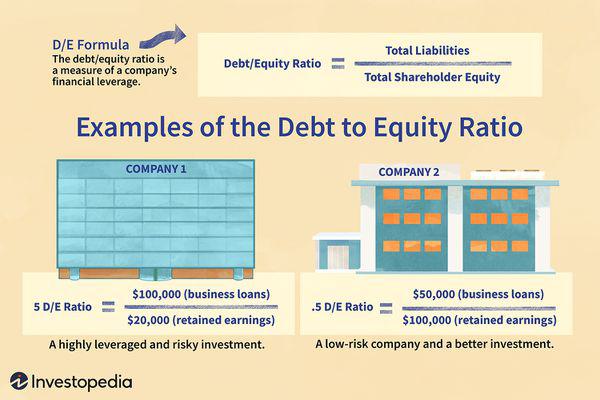 D/E Formula
The debt/equity ratio is
a measure of a company's
financial leverage.
Debt/Equity Ratio = Total Liabilities
Total Shareholder Equity
Examples of the Debt to Equity Ratio
COMPANY 1
5 D/E Ratio = $100,000 (business loans)
$20,000 (retained earnings)
A highly leveraged and risky investment.
COMPANY 2
.5 D/E Ratio = $50,000 (business loans)
$100,000 (retained earnings)
A low-risk company and a better investment.
Investopedia